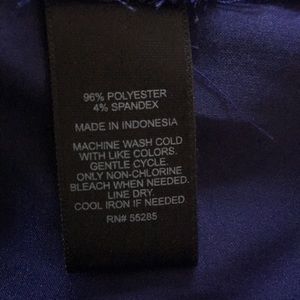 96% POLYESTER
4% SPANDEX
MADE IN INDONESIA
MACHINE WASH COLD
WITH LIKE COLORS.
GENTLE CYCLE.
ONLY NON-CHLORINE
BLEACH WHEN NEEDED.
LINE DRY.
COOL IRON IF NEEDED.
RN# 55285